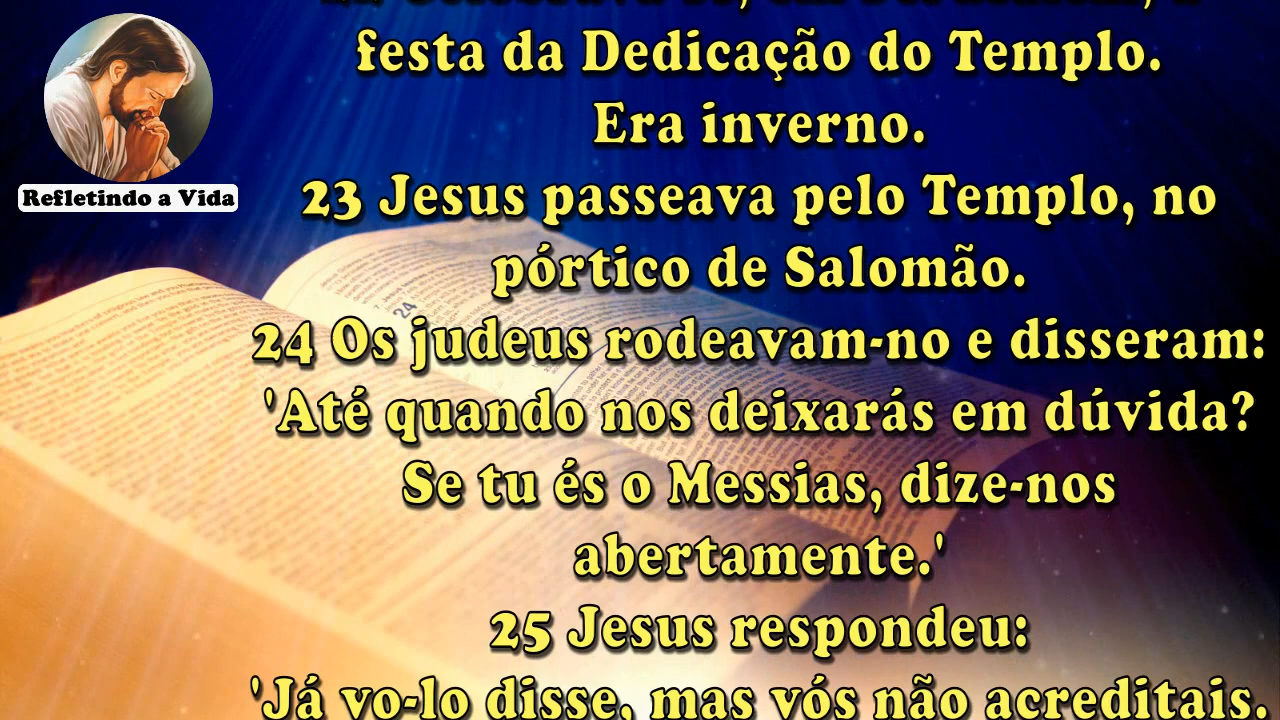 Refletindo a Vida
festa da Dedicação do Templo.
Era inverno.
23 Jesus passeava pelo Templo, no
pórtico de Salomão.
24 Os judeus rodeavam-no e disseram:
'Até quando nos deixarás em dúvida?
Se tu és o Messias, dize-nos
abertamente.'
25 Jesus respondeu:
'Já vo-lo disse, mas vós não acreditais.
24